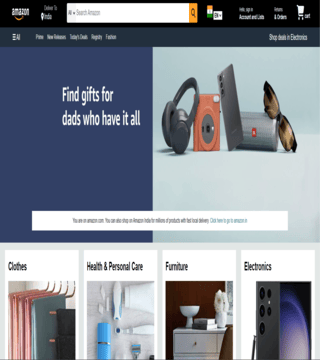 amazon
Deliver To
India
All
Search Amazon
EN
Hello, sign in
Account and Lists
Returns
& Orders
cart
All
Prime
New Releases
Today's Deals
Registry
Fashion
Shop deals in Electronics
Find gifts for
dads who have it all
JBL
You are on amazon.com. You can also shop on Amazon India for millions of products with fast local delivery. Click here to go to amazon.in
Clothes
Health & Personal Care
Furniture
Electronics